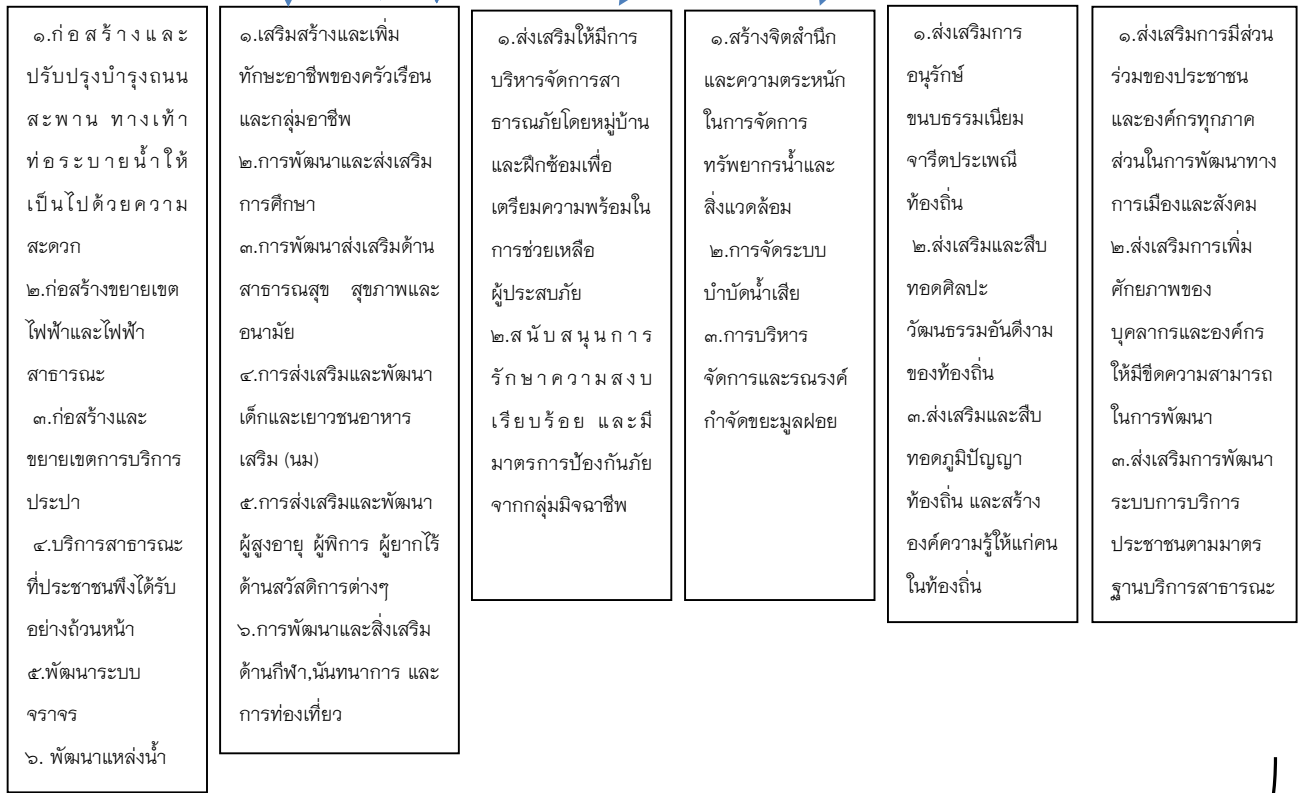 ๑.ก่อสร้างและ
ปรับปรุงบำรุงถนน
สะพาน ทางเท้า
ท่อระบายน้ำให้
เป็นไปด้วยความ
สะดวก
๒.ก่อสร้างขยายเขต
ไฟฟ้าและไฟฟ้า
สาธารณะ
๓.ก่อสร้างและ
ขยายเขตการบริการ
ประปา
๔.บริการสาธารณะ
ที่ประชาชนพึงได้รับ
อย่างถ้วนหน้า
๕.พัฒนาระบบ
จราจร
๖. พัฒนาแหล่งน้ำ
๑.เสริมสร้างและเพิ่ม
ทักษะอาชีพของครัวเรือน
และกลุ่มอาชีพ
๒.การพัฒนาและส่งเสริม
การศึกษา
๓.การพัฒนาส่งเสริมด้าน
สาธารณสุข สุขภาพและ
อนามัย
๔.การส่งเสริมและพัฒนา
เด็กและเยาวชนอาหาร
เสริม (นม)
๕.การส่งเสริมและพัฒนา
ผู้สูงอายุ ผู้พิการ ผู้ยากไร้
ด้านสวัสดิการต่างๆ
๖.การพัฒนาและสิ่งเสริม
ด้านกีฬา,นันทนาการ และ
การท่องเที่ยว
๑.ส่งเสริมให้มีการ
บริหารจัดการสา
ธารณภัยโดยหมู่บ้าน
และฝึกซ้อมเพื่อ
เตรียมความพร้อมใน
การช่วยเหลือ
ผู้ประสบภัย
๒.สนับสนุนการ
รักษาความสงบ
เรียบร้อย และมี
มาตรการป้องกันภัย
จากกลุ่มมิจฉาชีพ
๑.สร้างจิตสำนึก
และความตระหนัก
ในการจัดการ
ทรัพยากรน้ำและ
สิ่งแวดล้อม
๒.การจัดระบบ
บำบัดน้ำเสีย
๓.การบริหาร
จัดการและรณรงค์
กำจัดขยะมูลฝอย
๑.ส่งเสริมการ
อนุรักษ์
ขนบธรรมเนียม
จารีตประเพณี
ท้องถิ่น
๒.ส่งเสริมและสืบ
ทอดศิลปะ
วัฒนธรรมอันดีงาม
ของท้องถิ่น
๓.ส่งเสริมและสืบ
ทอดภูมิปัญญา
ท้องถิ่น และสร้าง
องค์ความรู้ให้แก่คน
ในท้องถิ่น
๑.ส่งเสริมการมีส่วน
ร่วมของประชาชน
และองค์กรทุกภาค
ส่วนในการพัฒนาทาง
การเมืองและสังคม
๒.ส่งเสริมการเพิ่ม
ศักยภาพของ
บุคลากรและองค์กร
ให้มีขีดความสามารถ
ในการพัฒนา
๓.ส่งเสริมการพัฒนา
ระบบการบริการ
ประชาชนตามมาตร
ฐานบริการสาธารณะ